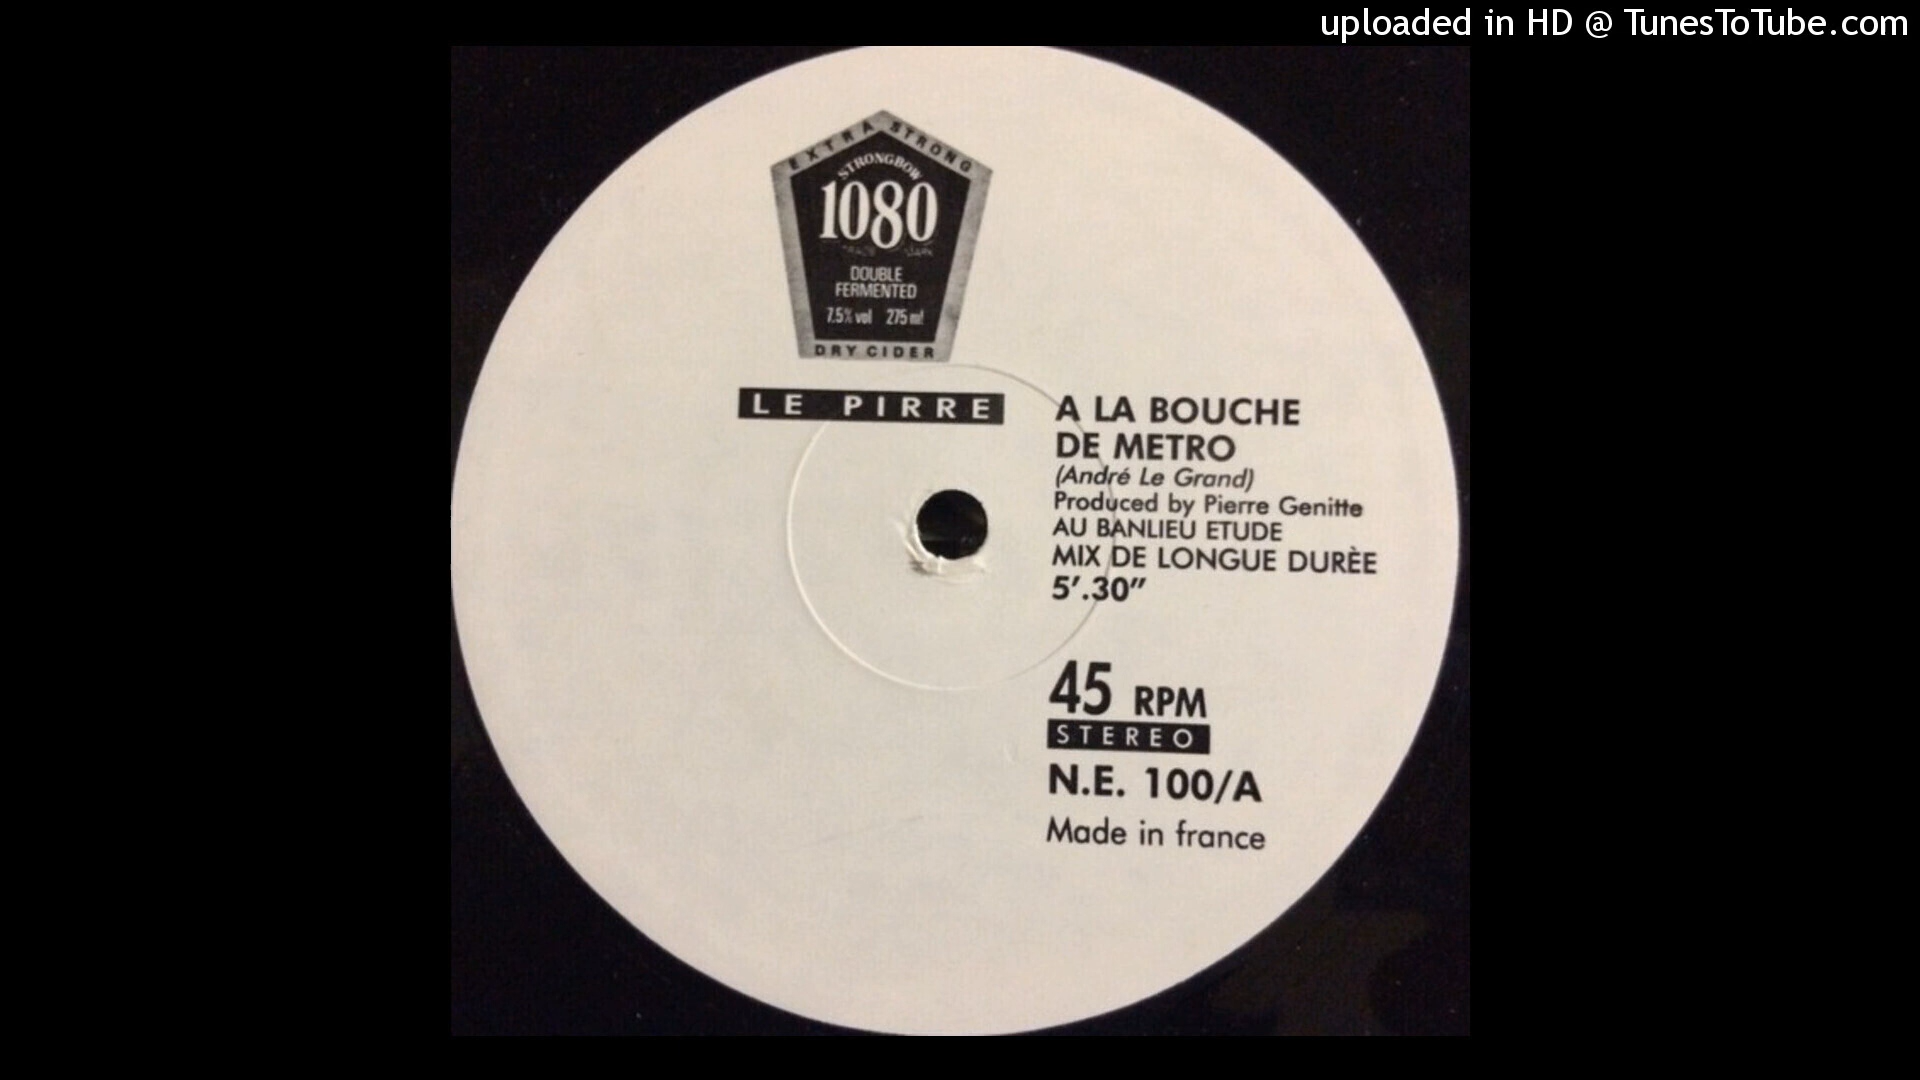 uploaded in HD @ TunesToTube.com
EXTRA STRONG
STRONGBOW
1080
TRADE MARK
DOUBLE
FERMENTED
7.5% vol 275 ml
DRY CIDER
LE PIRRE
A LA BOUCHE
DE METRO
(André Le Grand)
Produced by Pierre Genitte
AU BANLIEU ETUDE
MIX DE LONGUE DURÈE
5'.30"
45 RPM
STEREO
N.E. 100/A
Made in france